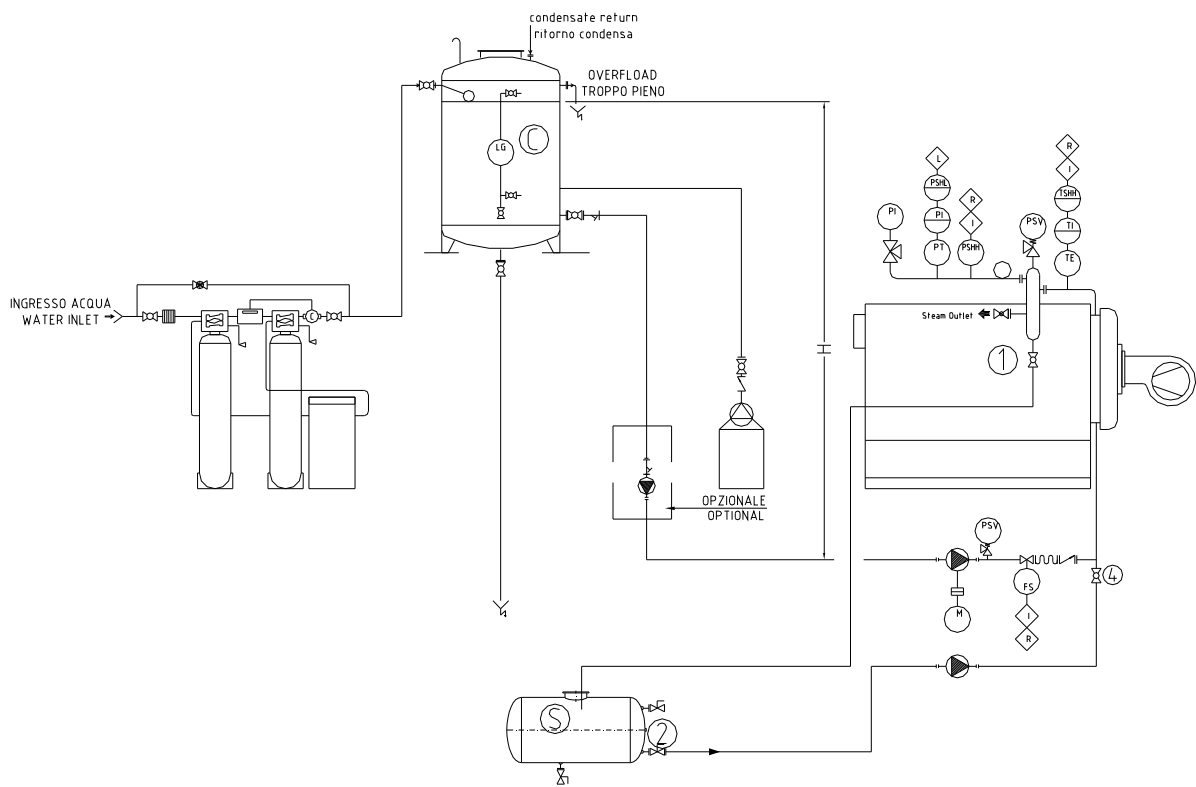 condensate return
ritorno condensa
OVERFLOAD
TROPPO PIENO
C
LG
L
PSHL
PI
PT
R
I
PSHH
PI
R
I
TSHH
TI
TE
PSV
INGRESSO ACQUA
WATER INLET
Steam Outlet
1
H
OPZIONALE
OPTIONAL
PSV
FS
4
M
I
R
S
2